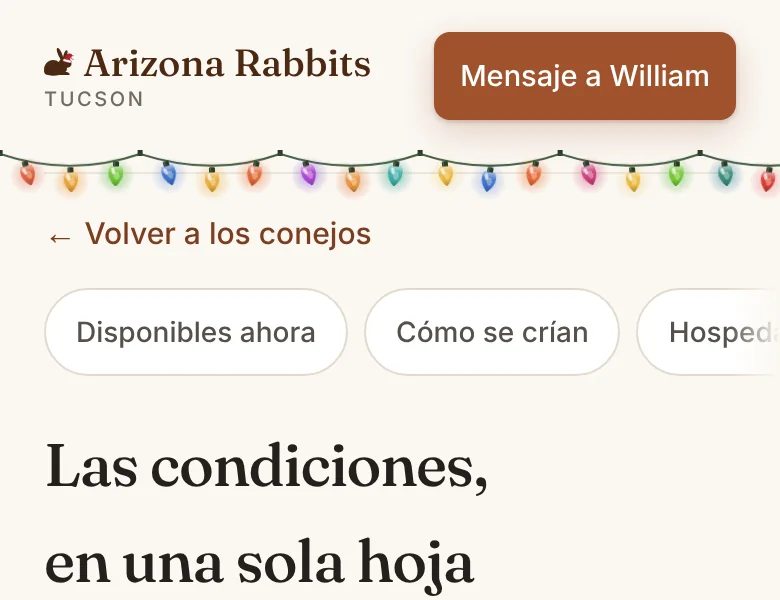 Arizona Rabbits
TUCSON
Mensaje a William
← Volver a los conejos
Disponibles ahora
Cómo se crían
Las condiciones,
en una sola hoja